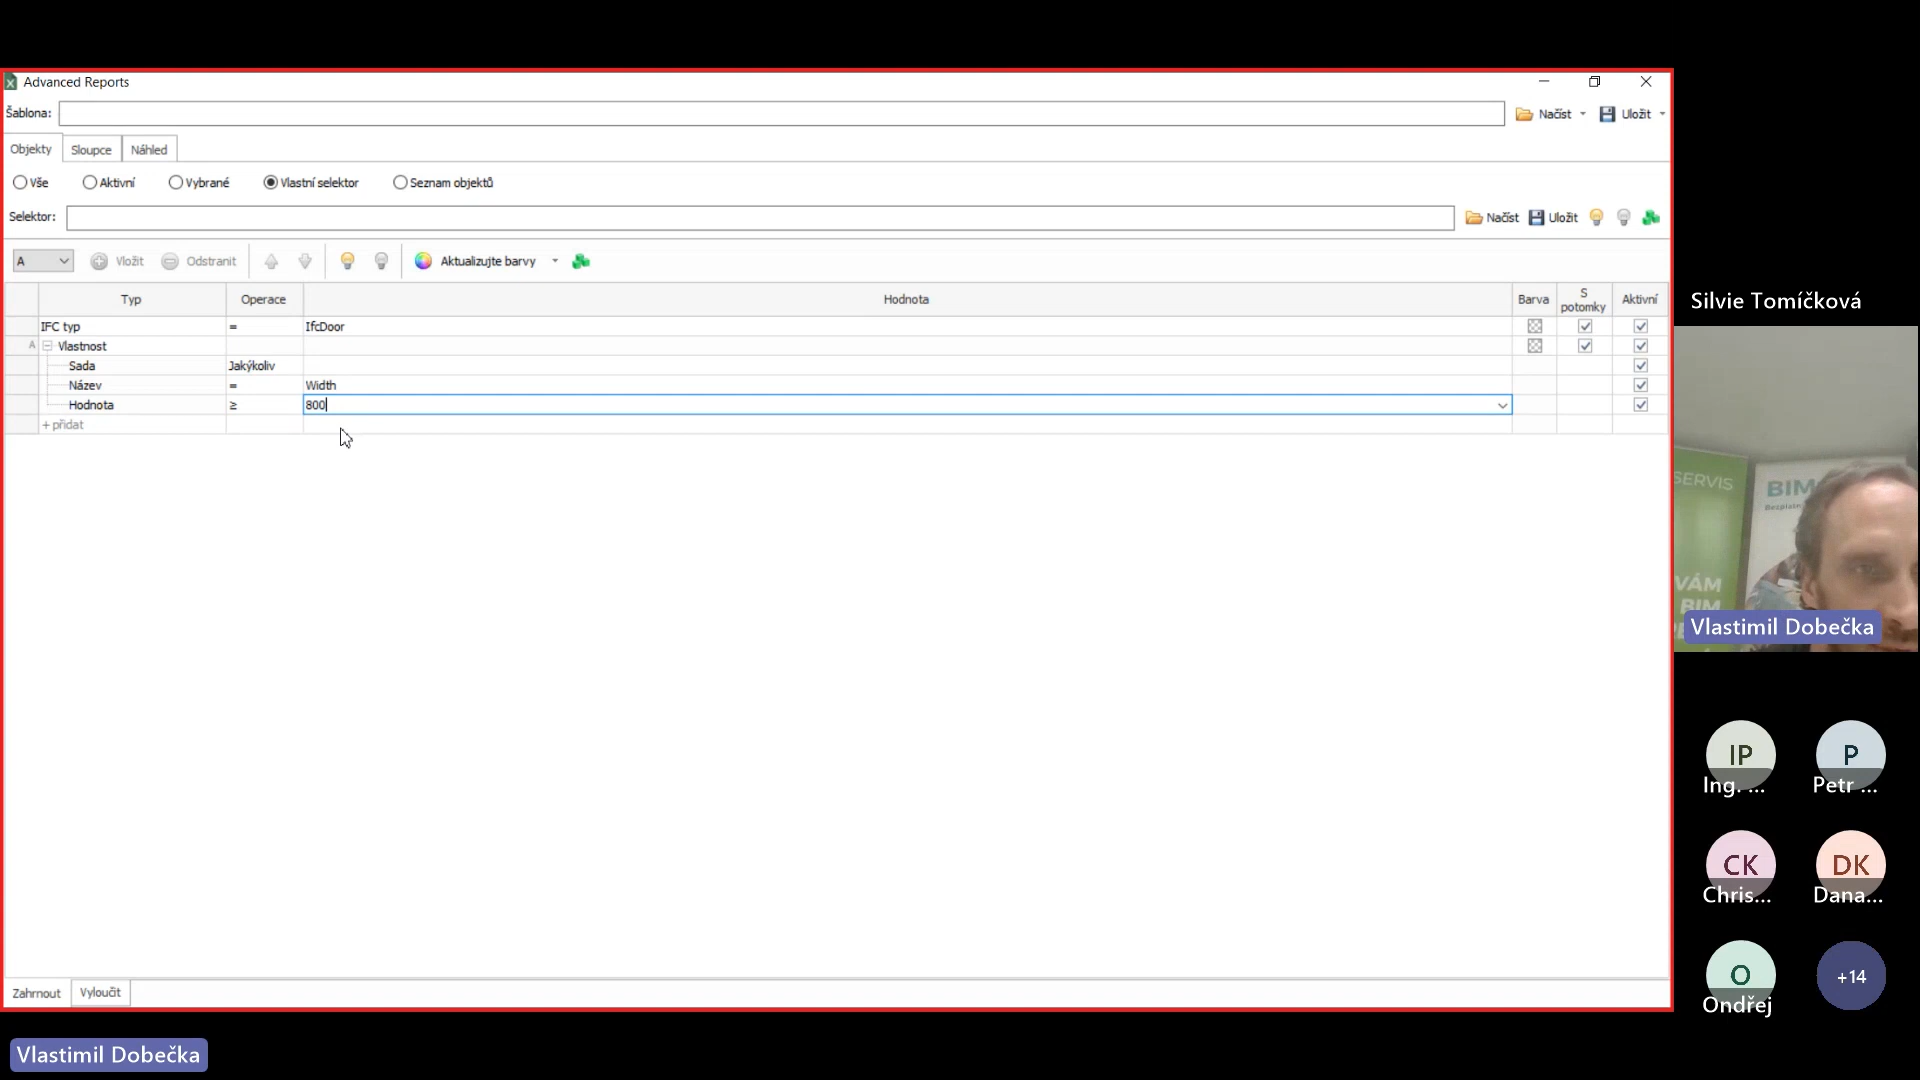 Advanced Reports
Šablona:
Načíst
Uložit
Objekty
Sloupce
Náhled
Vše
Aktivní
Vybrané
Vlastní selektor
Seznam objektů
Selektor:
Načíst
Uložit
A
Vložit
Odstranit
Aktualizujte barvy
Typ
Operace
Hodnota
Barva
S potomky
Aktivní
IFC typ = IfcDoor
A Vlastnost
Sada Jakýkoliv
Název = Width
Hodnota ≥ 800
+ přidat
Zahrnout
Vyloučit
Silvie Tomíčková
SERVIS
BIM
VÁM
BIM
Vlastimil Dobečka
IP
Ing. ...
P
Petr ...
CK
Chris...
DK
Dana...
O
Ondřej
+14
Vlastimil Dobečka